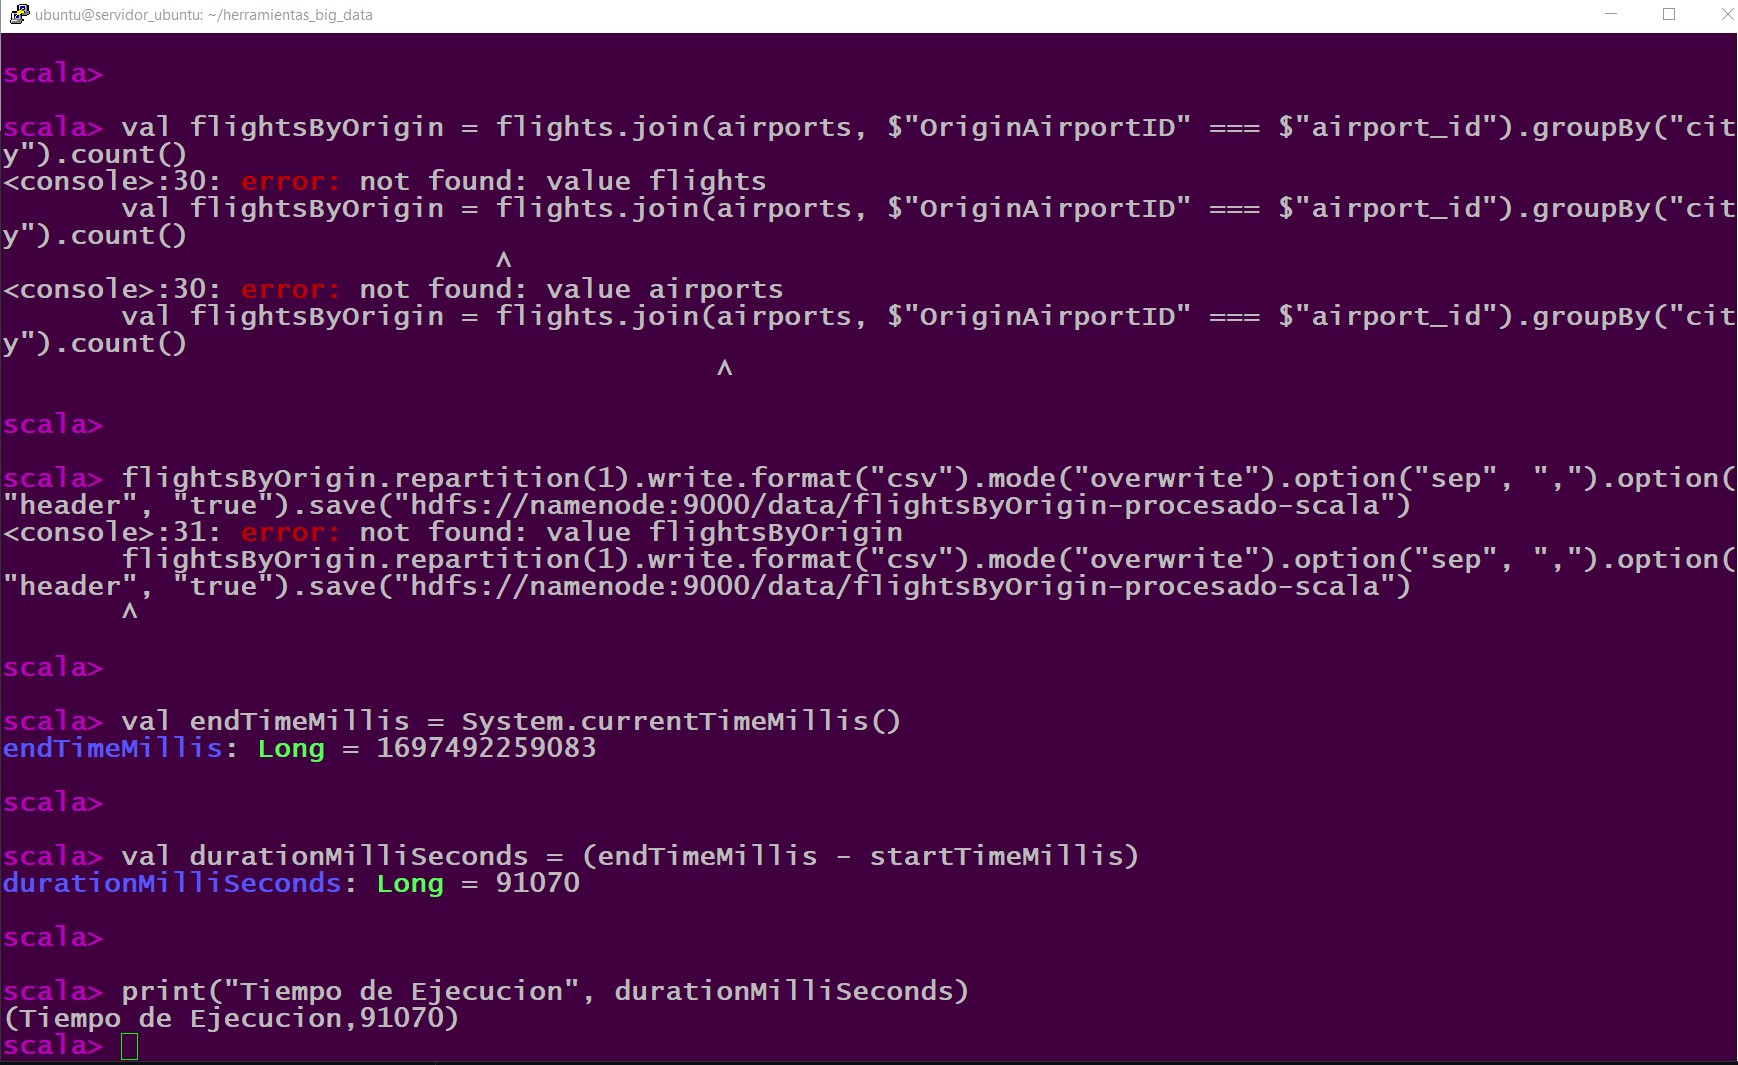 ubuntu@servidor_ubuntu: ~/herramientas_big_data
scala>
scala> val flightsByOrigin = flights.join(airports, $"OriginAirportID" === $"airport_id").groupBy("cit
y").count()
<console>:30: error: not found: value flights
       val flightsByOrigin = flights.join(airports, $"OriginAirportID" === $"airport_id").groupBy("cit
y").count()
                             ^
<console>:30: error: not found: value airports
       val flightsByOrigin = flights.join(airports, $"OriginAirportID" === $"airport_id").groupBy("cit
y").count()
                                          ^
scala>
scala> flightsByOrigin.repartition(1).write.format("csv").mode("overwrite").option("sep", ",").option(
"header", "true").save("hdfs://namenode:9000/data/flightsByOrigin-procesado-scala")
<console>:31: error: not found: value flightsByOrigin
       flightsByOrigin.repartition(1).write.format("csv").mode("overwrite").option("sep", ",").option(
"header", "true").save("hdfs://namenode:9000/data/flightsByOrigin-procesado-scala")
       ^
scala>
scala> val endTimeMillis = System.currentTimeMillis()
endTimeMillis: Long = 1697492259083
scala>
scala> val durationMilliSeconds = (endTimeMillis - startTimeMillis)
durationMilliSeconds: Long = 91070
scala>
scala> print("Tiempo de Ejecucion", durationMilliSeconds)
(Tiempo de Ejecucion,91070)
scala>